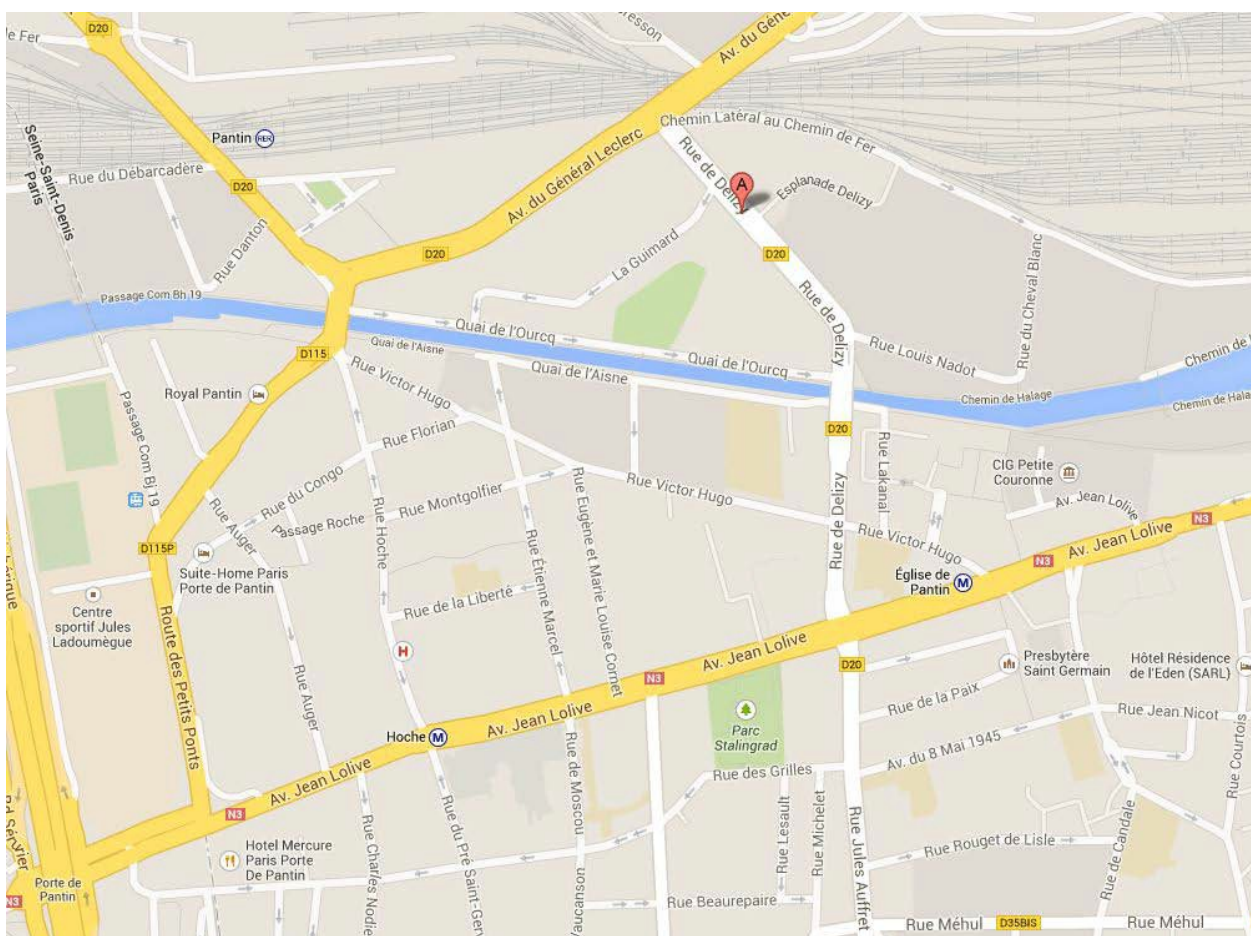 D20
Av. du Géné
Chemin Latéral au Chemin de Fer
Pantin
RER
Av. du Général Leclerc
Rue de Delizy
A
Esplanade Delizy
Seine-Saint-Denis
Paris
Rue du Débarcadère
D20
D20
Rue Danton
La Guimard
D20
Rue du Cheval Blanc
Passage Com Bh 19
Rue de Delizy
Quai de l'Ourcq
Quai de l'Ourcq
Quai de l'Aisne
Quai de l'Aisne
Rue Louis Nadot
D115
Chemin de Halage
Royal Pantin
Rue Victor Hugo
Passage Com Bj 19
Rue Florian
D20
Rue Lakanal
CIG Petite
Couronne
Av. Jean Lolive
Rue du Congo
Rue Montgolfier
Passage Roche
Rue Victor Hugo
Rue Victor Hugo
Rue de Delizy
Rue Auger
Rue Hoche
Rue Eugène et Marie Louise Cornet
Rue Étienne Marcel
N3
Av. Jean Lolive
N3
D115P
Suite-Home Paris
Porte de Pantin
Église de
Pantin
M
Centre
sportif Jules
Ladoumègue
Rue de la Liberté
Route des Petits Ponts
H
Av. Jean Lolive
D20
Presbytère
Saint Germain
Hôtel Résidence
de l'Eden (SARL)
N3
Rue Auger
Rue de la Paix
Rue Jean Nicot
Hoche
M
Av. Jean Lolive
Parc
Stalingrad
Av. du 8 Mai 1945
Rue Courtois
Rue des Grilles
Av. Jean Lolive
N3
Rue de Moscou
Rue Lesault
Rue Michelet
Rue Jules Auffret
Rue Rouget de Lisle
Rue de Candale
Hotel Mercure
Paris Porte
De Pantin
Rue Charles Nodie
Rue du Pré Saint-Ger
Porte de
Pantin
N3
Rue Beaurepaire
Rue Méhul
D35BIS
Rue Méhul